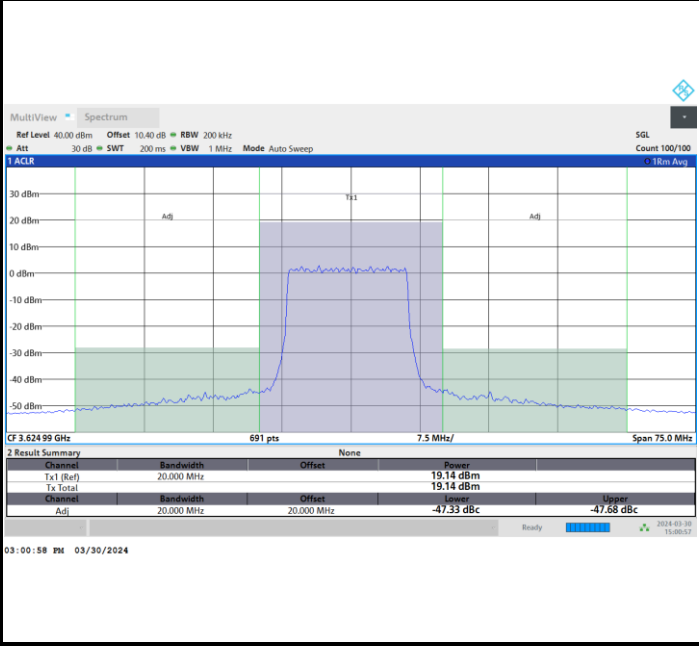 MultiView Spectrum
Ref Level 40.00 dBm Offset 10.40 dB RBW 200 kHz SGL
Att 30 dB SWT 200 ms VBW 1 MHz Mode Auto Sweep Count 100/100
1 ACLR 1Rm Avg
Tx1
30 dBm
Adj Adj
20 dBm
10 dBm
0 dBm
-10 dBm
-20 dBm
-30 dBm
-40 dBm
-50 dBm
CF 3.624 99 GHz 691 pts 7.5 MHz/ Span 75.0 MHz
2 Result Summary None
Channel Bandwidth Offset Power
Tx1 (Ref) 20.000 MHz 19.14 dBm
Tx Total 19.14 dBm
Channel Bandwidth Offset Lower Upper
Adj 20.000 MHz 20.000 MHz -47.33 dBc -47.68 dBc
Ready 2024-03-30
15:00:57
03:00:58 PM 03/30/2024